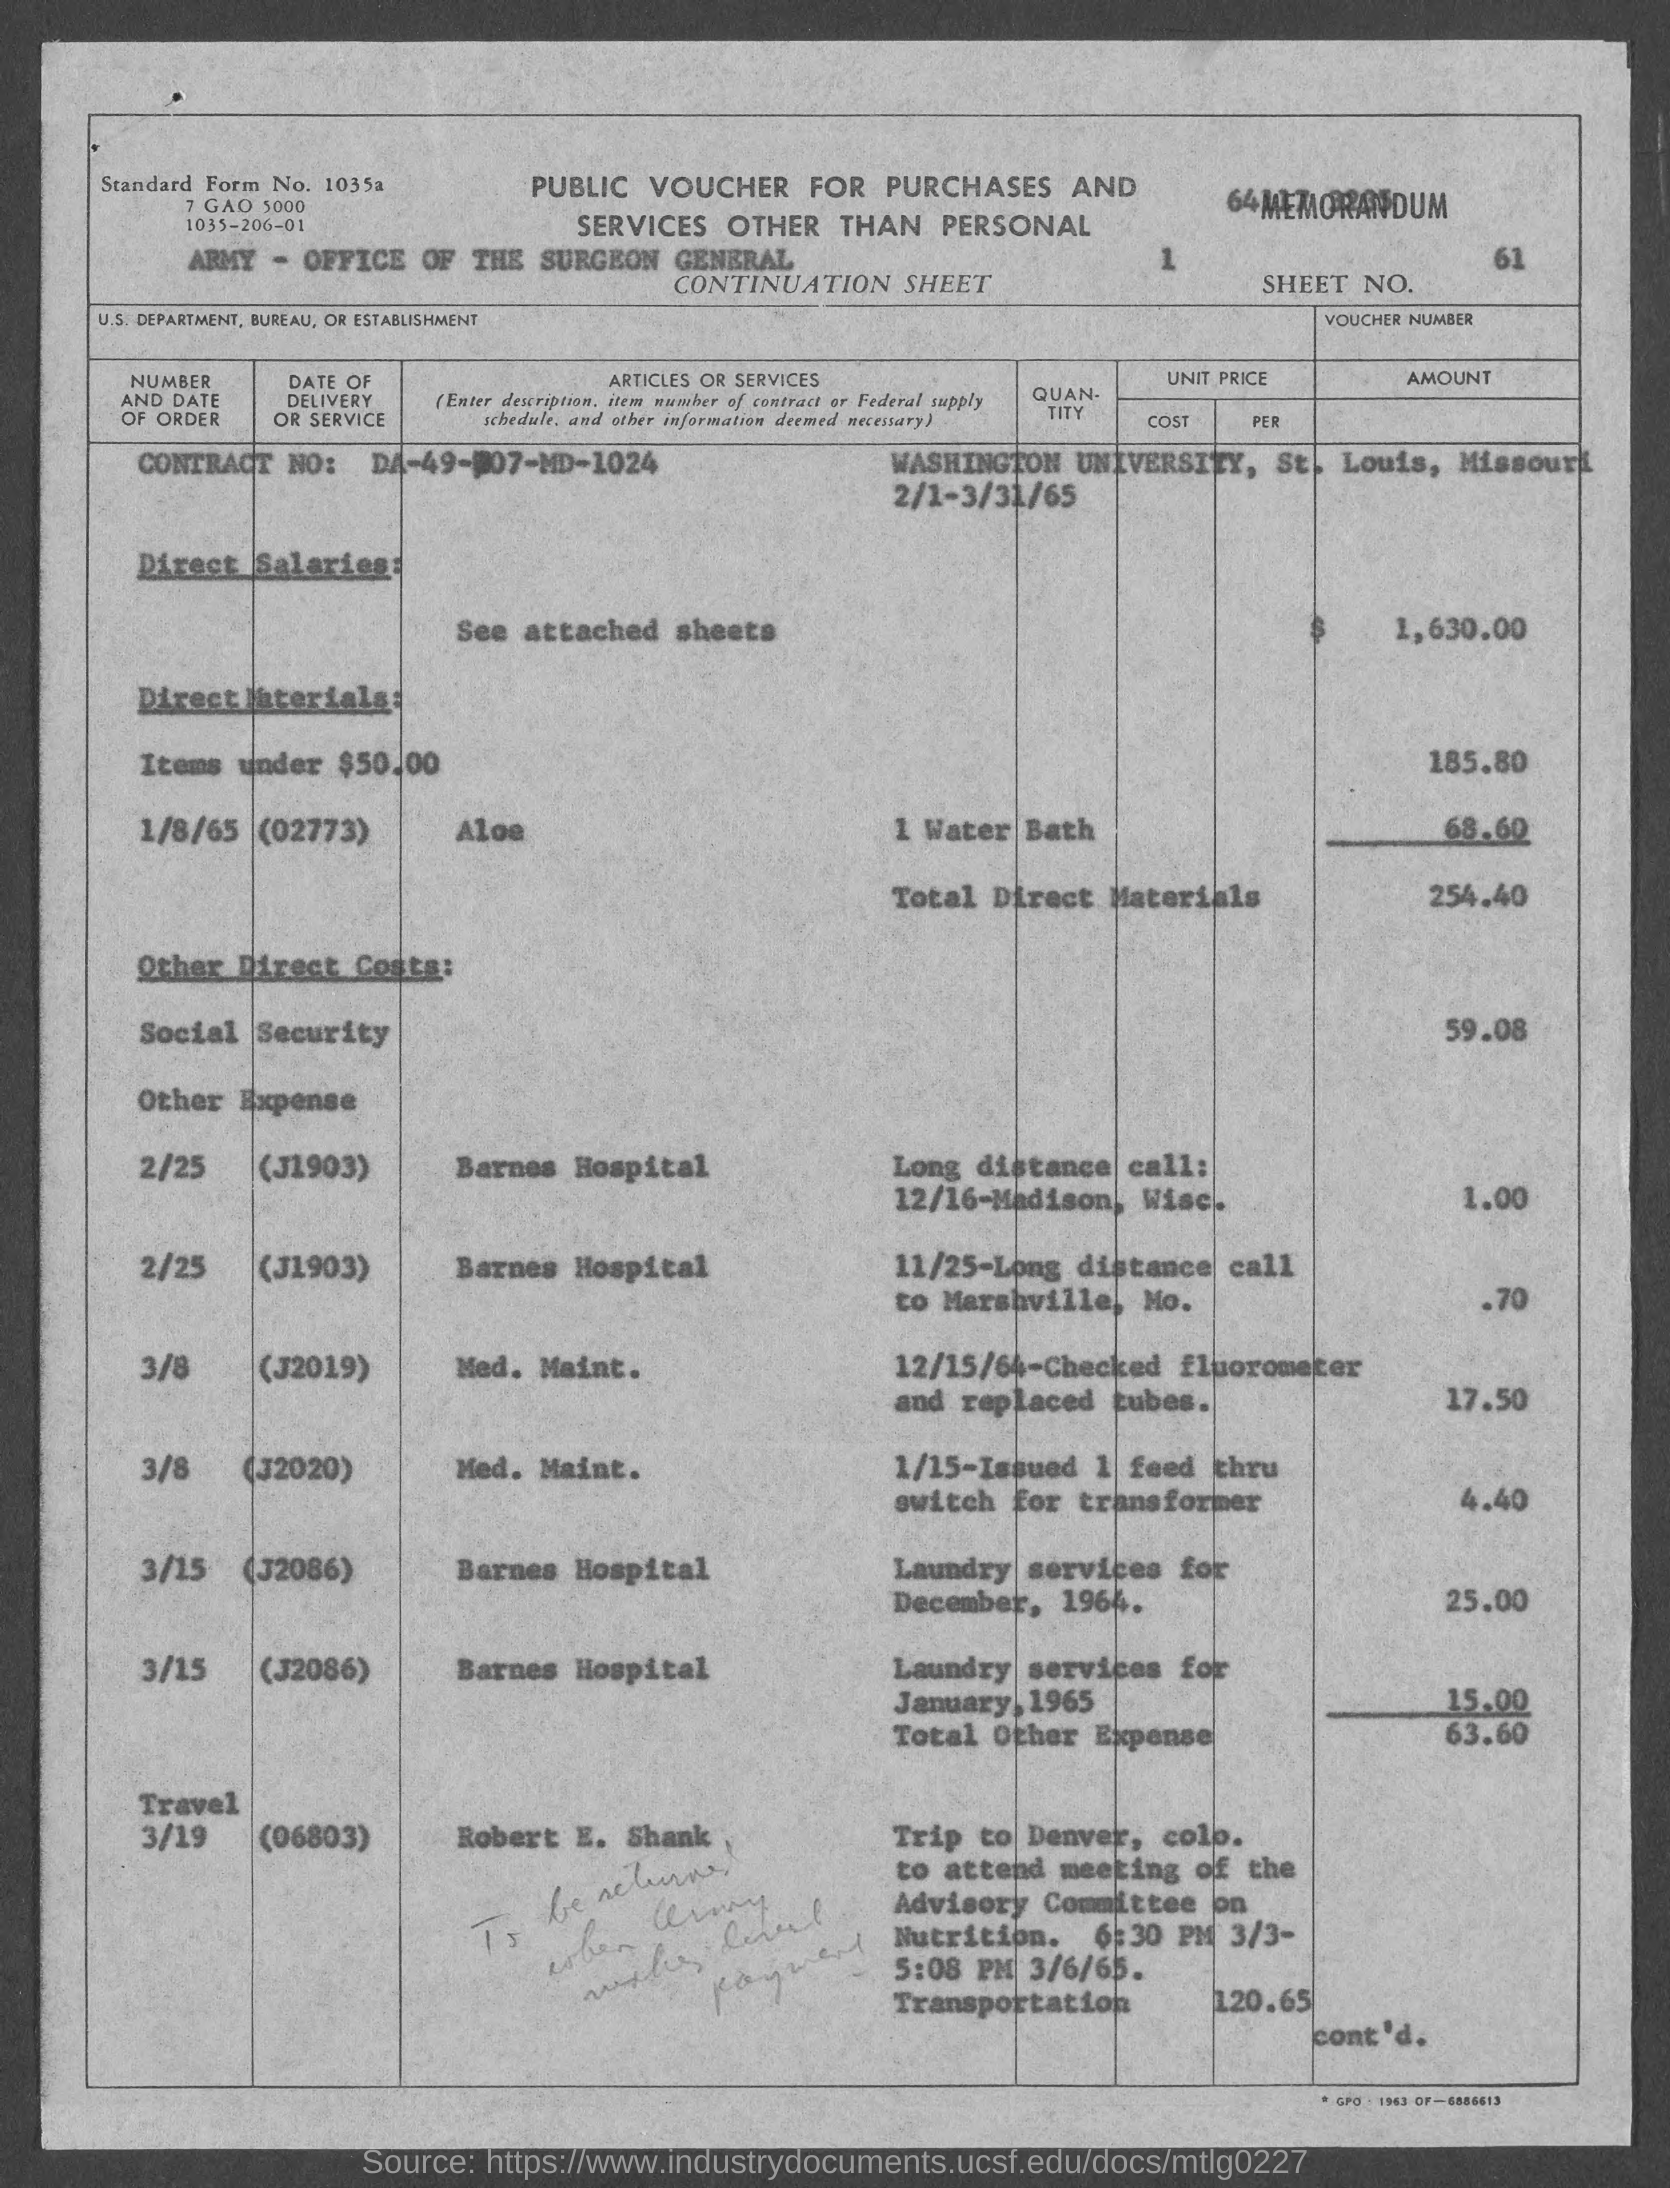 Standard Form No. 1035a
7 GAO 5000
1035-206-01
PUBLIC VOUCHER FOR PURCHASES AND
SERVICES OTHER THAN PERSONAL
MEMORANDUM
ARMY - OFFICE OF THE SURGEON GENERAL
1
61
CONTINUATION SHEET
SHEET NO.
U.S. DEPARTMENT, BUREAU, OR ESTABLISHMENT
VOUCHER NUMBER
NUMBER
AND DATE
OF ORDER
DATE OF
DELIVERY
OR SERVICE
ARTICLES OR SERVICES
(Enter description, item number of contract or Federal supply
schedule, and other information deemed necessary)
QUAN-
TITY
UNIT PRICE
COST
PER
AMOUNT
CONTRACT NO: DA-49-007-MD-1024 WASHINGTON UNIVERSITY, St. Louis, Missouri
2/1-3/31/65
Direct Salaries:
See attached sheets $ 1,630.00
Direct Materials:
Items under $50.00 185.80
1/8/65 (02773) Aloe 1 Water Bath 68.60
Total Direct Materials 254.40
Other Direct Costs:
Social Security 59.08
Other Expense
2/25 (J1903) Barnes Hospital Long distance call:
12/16-Madison, Wisc. 1.00
2/25 (J1903) Barnes Hospital 11/25-Long distance call
to Marshville, Mo. .70
3/8 (J2019) Med. Maint. 12/15/64-Checked fluorometer
and replaced tubes. 17.50
3/8 (J2020) Med. Maint. 1/15-Issued 1 feed thru
switch for transformer 4.40
3/15 (J2086) Barnes Hospital Laundry services for
December, 1964. 25.00
3/15 (J2086) Barnes Hospital Laundry services for
January, 1965 15.00
Total Other Expense 63.60
Travel
3/19 (06803) Robert E. Shank Trip to Denver, colo.
to attend meeting of the
Advisory Committee on
Nutrition. 6:30 PM 3/3-
5:08 PM 3/6/65.
Transportation 120.65
cont'd.
To be returned
when Army
makes
payment
* GPO : 1963 OF-6886613
Source: https://www.industrydocuments.ucsf.edu/docs/mtlg0227